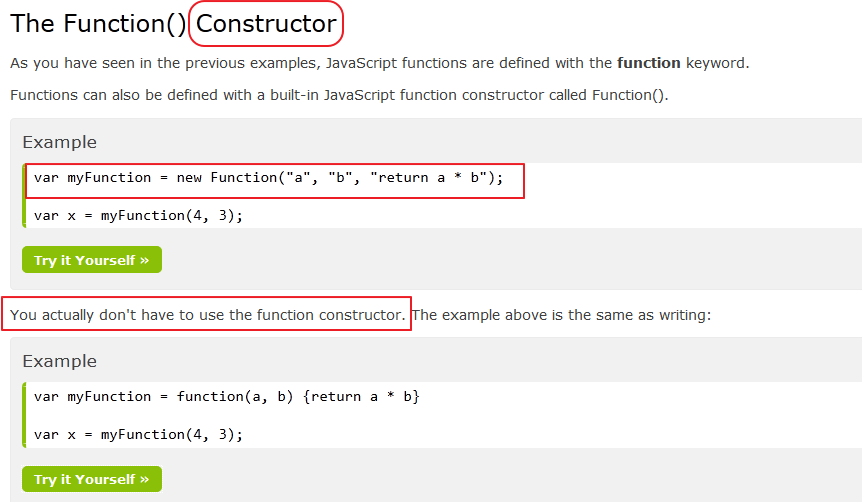 The Function() Constructor
As you have seen in the previous examples, JavaScript functions are defined with the function keyword.
Functions can also be defined with a built-in JavaScript function constructor called Function().
Example
var myFunction = new Function("a", "b", "return a * b");
var x = myFunction(4, 3);
Try it Yourself »
You actually don't have to use the function constructor. The example above is the same as writing:
Example
var myFunction = function(a, b) {return a * b}
var x = myFunction(4, 3);
Try it Yourself »